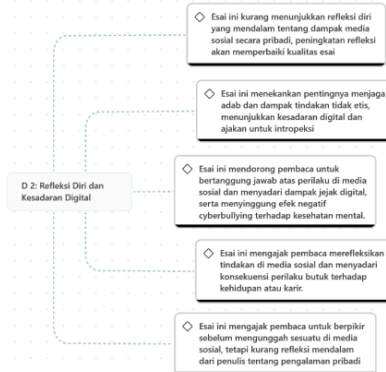 Esai ini kurang menunjukkan refleksi diri
yang mendalam tentang dampak media
sosial secara pribadi, peningkatan refleksi
akan memperbaiki kualitas esai
Esai ini menekankan pentingnya menjaga
adab dan dampak tindakan tidak etis,
menunjukkan kesadaran digital dan
ajakan untuk intropeksi
D 2: Refleksi Diri dan
Kesadaran Digital
Esai ini mendorong pembaca untuk
bertanggung jawab atas perilaku di media
sosial dan menyadari dampak jejak digital,
serta menyinggung efek negatif
cyberbullying terhadap kesehatan mental.
Esai ini mengajak pembaca merefleksikan
tindakan di media sosial dan menyadari
konsekuensi perilaku butuk terhadap
kehidupan atau karir.
Esai ini mengajak pembaca untuk berpikir
sebelum mengunggah sesuatu di media
sosial, tetapi kurang refleksi mendalam
dari penulis tentang pengalaman pribadi